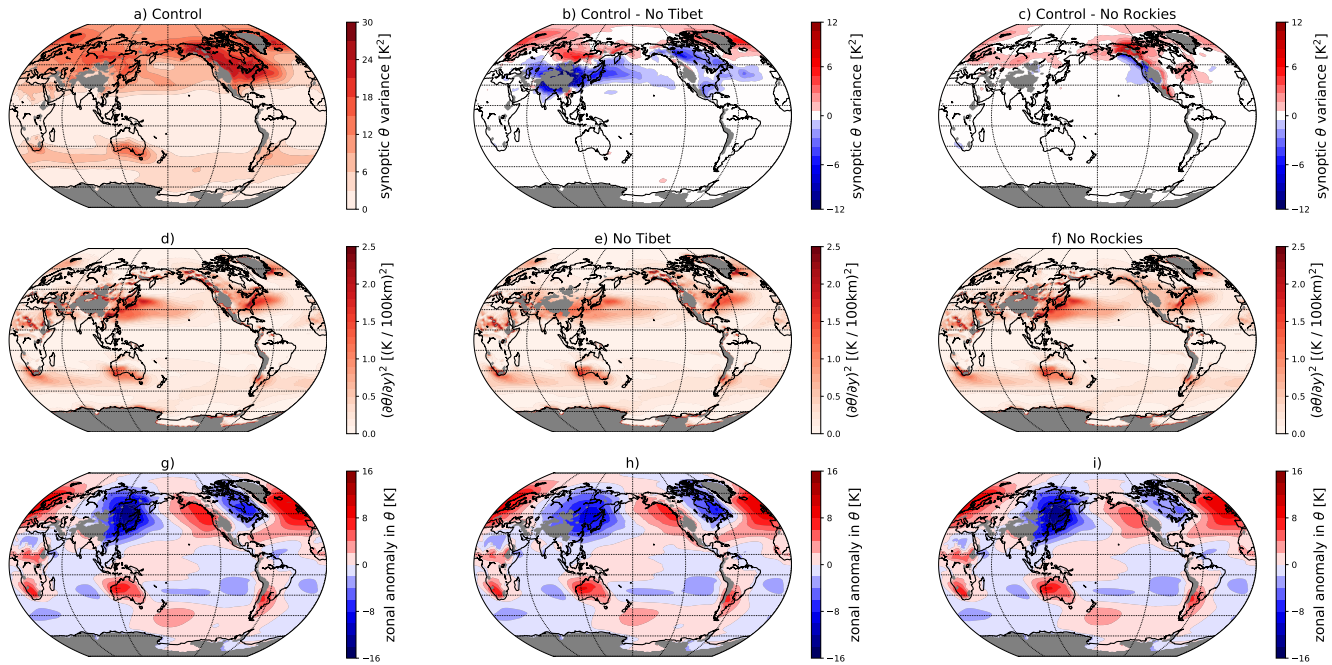 a) Control
b) Control - No Tibet
c) Control - No Rockies
30
24
18
12
6
0
synoptic θ variance [K²]
12
6
0
−6
−12
synoptic θ variance [K²]
12
6
0
−6
−12
synoptic θ variance [K²]
d)
e) No Tibet
f) No Rockies
2.5
2.0
1.5
1.0
0.5
0.0
(∂θ/∂y)² [(K / 100km)²]
2.5
2.0
1.5
1.0
0.5
0.0
(∂θ/∂y)² [(K / 100km)²]
2.5
2.0
1.5
1.0
0.5
0.0
(∂θ/∂y)² [(K / 100km)²]
g)
h)
i)
16
8
0
−8
−16
zonal anomaly in θ [K]
16
8
0
−8
−16
zonal anomaly in θ [K]
16
8
0
−8
−16
zonal anomaly in θ [K]